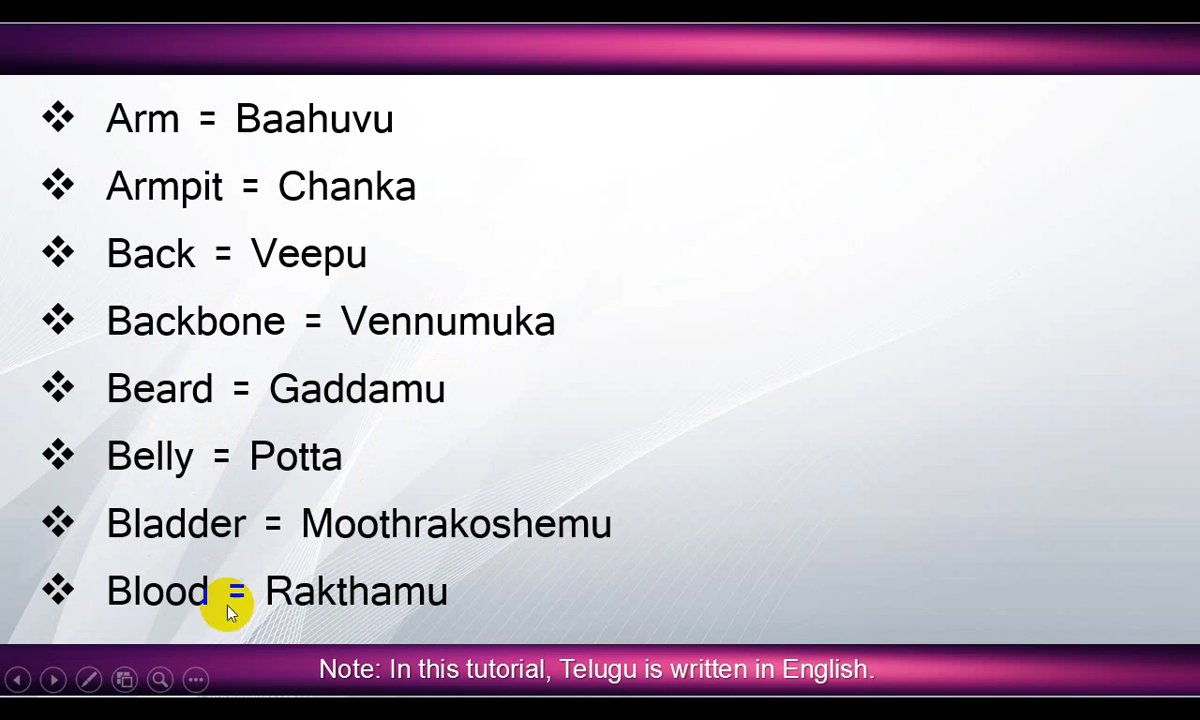 ❖ Arm = Baahuvu
❖ Armpit = Chanka
❖ Back = Veepu
❖ Backbone = Vennumuka
❖ Beard = Gaddamu
❖ Belly = Potta
❖ Bladder = Moothrakoshemu
❖ Blood = Rakthamu
Note: In this tutorial, Telugu is written in English.